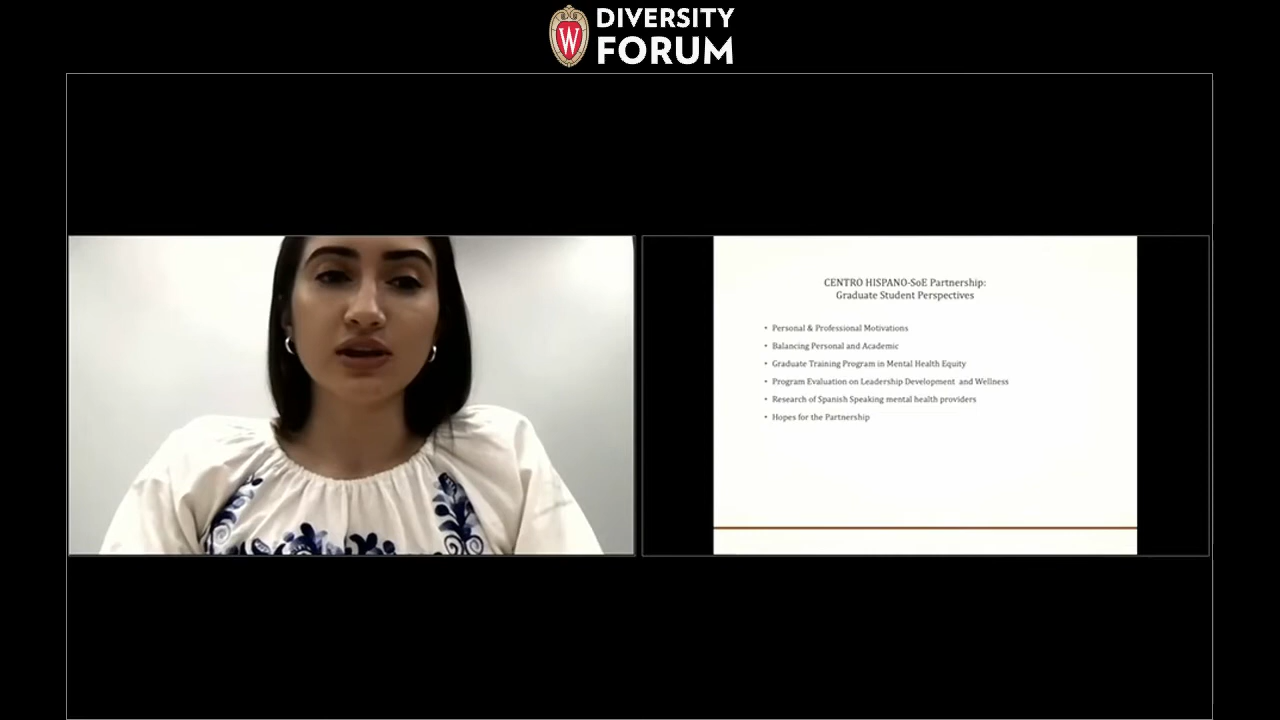 W
DIVERSITY
FORUM
CENTRO HISPANO-SoE Partnership:
Graduate Student Perspectives
• Personal & Professional Motivations
• Balancing Personal and Academic
• Graduate Training Program in Mental Health Equity
• Program Evaluation on Leadership Development and Wellness
• Research of Spanish Speaking mental health providers
• Hopes for the Partnership